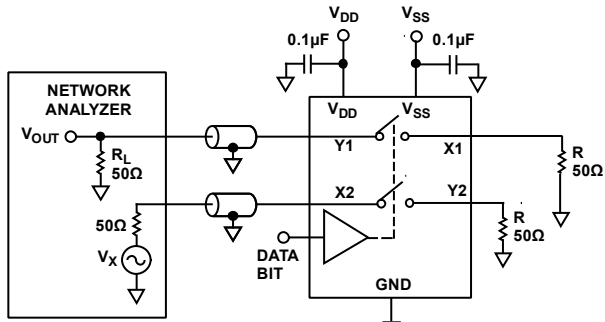 VDD
VSS
0.1µF
0.1µF
NETWORK
ANALYZER
VDD
VSS
VOUT
Y1
X1
RL
50Ω
R
50Ω
X2
Y2
50Ω
R
50Ω
VX
DATA
BIT
GND